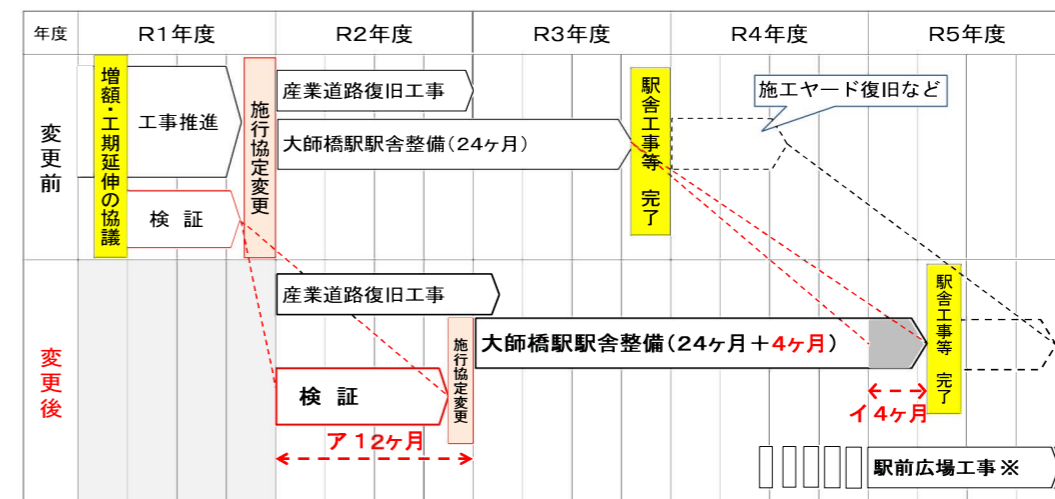 年度 R1年度 R2年度 R3年度 R4年度 R5年度
変更前
増額・工期延伸の協議
工事推進
検 証
施行協定変更
産業道路復旧工事
大師橋駅駅舎整備(24ヶ月)
駅舎工事等 完了
施工ヤード復旧など
変更後
産業道路復旧工事
検 証
ア 12ヶ月
施行協定変更
大師橋駅駅舎整備(24ヶ月+4ヶ月)
イ 4ヶ月
駅舎工事等 完了
駅前広場工事※